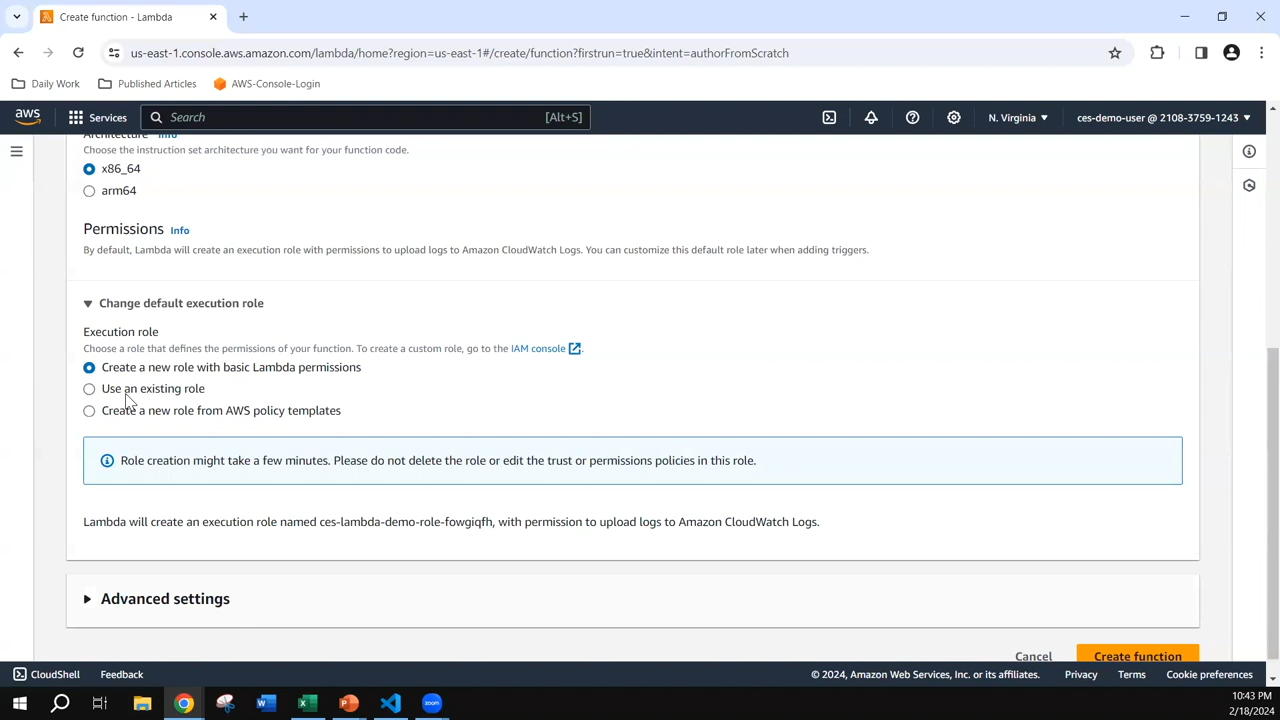 Create function - Lambda
us-east-1.console.aws.amazon.com/lambda/home?region=us-east-1#/create/function?firstrun=true&intent=authorFromScratch
Daily Work Published Articles AWS-Console-Login
aws Services Search [Alt+S] N. Virginia ces-demo-user @ 2108-3759-1243
Architecture Info
Choose the instruction set architecture you want for your function code.
x86_64
arm64
Permissions Info
By default, Lambda will create an execution role with permissions to upload logs to Amazon CloudWatch Logs. You can customize this default role later when adding triggers.
Change default execution role
Execution role
Choose a role that defines the permissions of your function. To create a custom role, go to the IAM console.
Create a new role with basic Lambda permissions
Use an existing role
Create a new role from AWS policy templates
Role creation might take a few minutes. Please do not delete the role or edit the trust or permissions policies in this role.
Lambda will create an execution role named ces-lambda-demo-role-fowgiqfh, with permission to upload logs to Amazon CloudWatch Logs.
Advanced settings
Cancel Create function
CloudShell Feedback © 2024, Amazon Web Services, Inc. or its affiliates. Privacy Terms Cookie preferences
zoom
10:43 PM
2/18/2024